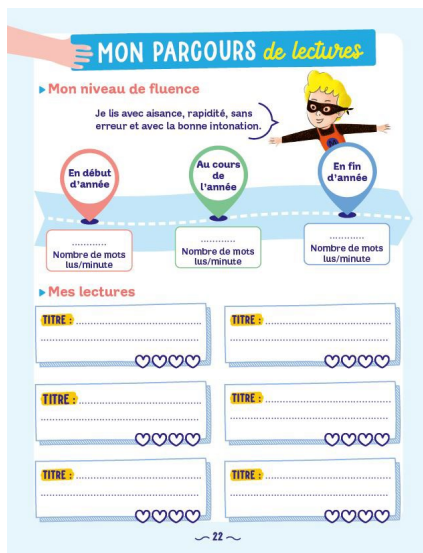 MON PARCOURS de lectures
Mon niveau de fluence
Je lis avec aisance, rapidité, sans
erreur et avec la bonne intonation.
En début
d'année
Au cours
de
l'année
En fin
d'année
............
Nombre de mots
lus/minute
............
Nombre de mots
lus/minute
............
Nombre de mots
lus/minute
Mes lectures
TITRE :
TITRE :
TITRE :
TITRE :
TITRE :
TITRE :
22